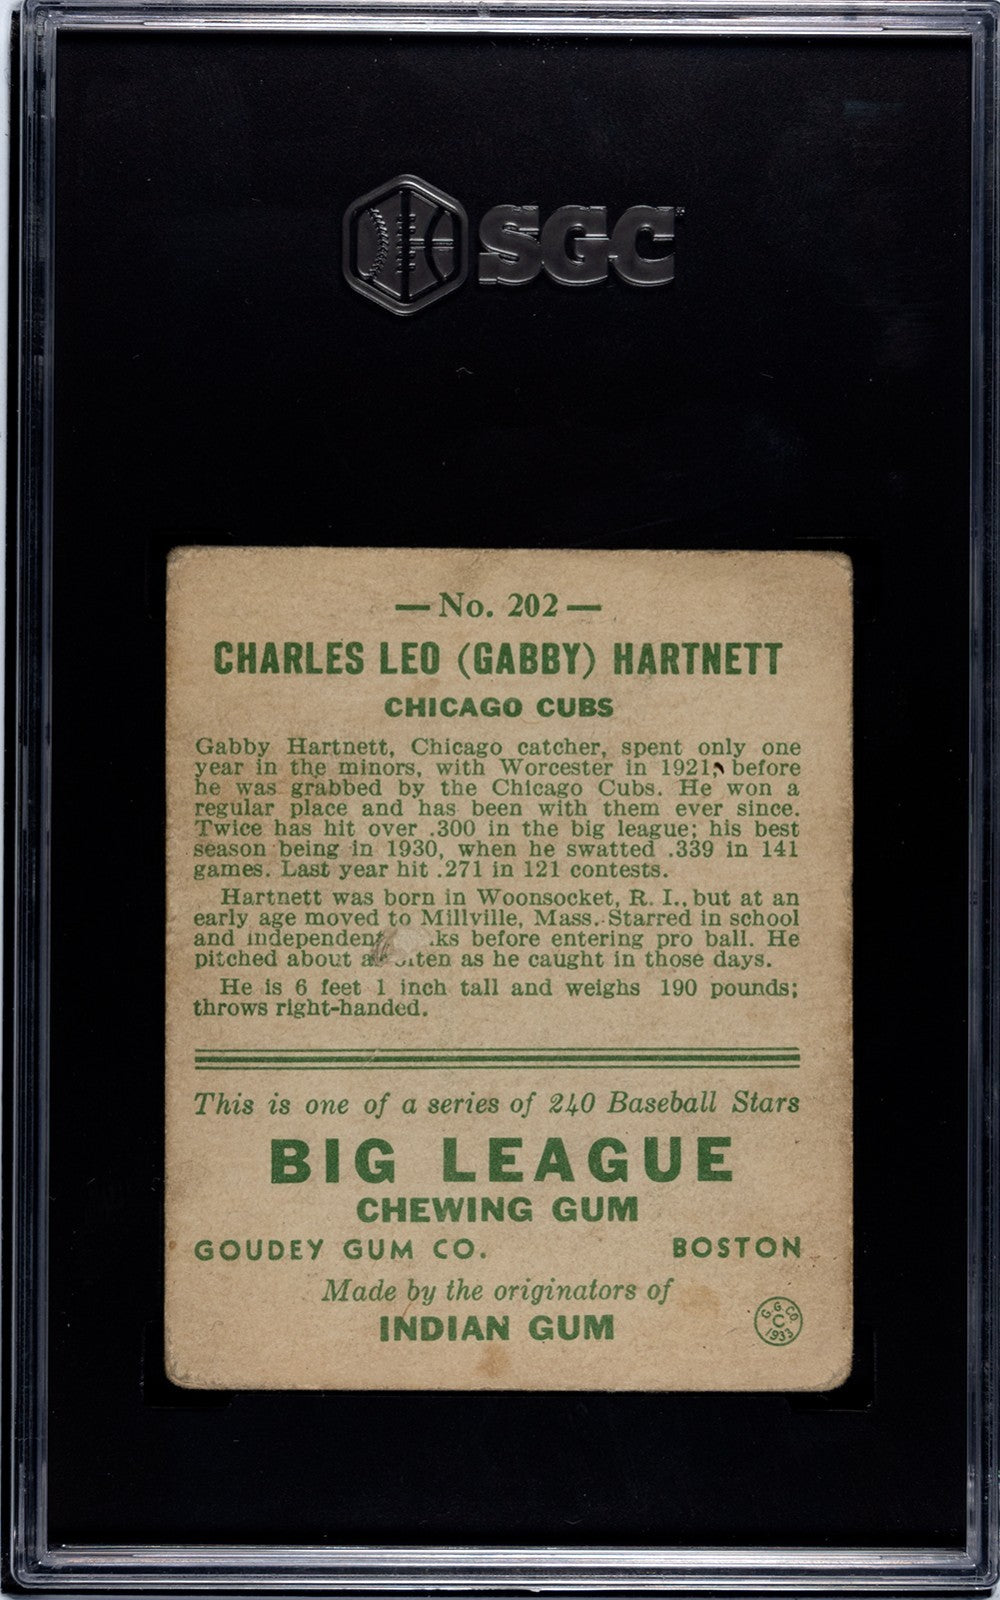 SGC
— No. 202 —
CHARLES LEO (GABBY) HARTNETT
CHICAGO CUBS
Gabby Hartnett, Chicago catcher, spent only one
year in the minors, with Worcester in 1921, before
he was grabbed by the Chicago Cubs. He won a
regular place and has been with them ever since.
Twice has hit over .300 in the big league; his best
season being in 1930, when he swatted .339 in 141
games. Last year hit .271 in 121 contests.
Hartnett was born in Woonsocket, R. I., but at an
early age moved to Millville, Mass. Starred in school
and independent before entering pro ball. He
pitched about as he caught in those days.
He is 6 feet 1 inch tall and weighs 190 pounds;
throws right-handed.
This is one of a series of 240 Baseball Stars
BIG LEAGUE
CHEWING GUM
GOUDEY GUM CO. BOSTON
Made by the originators of
INDIAN GUM
G. G. CO.
C
1933